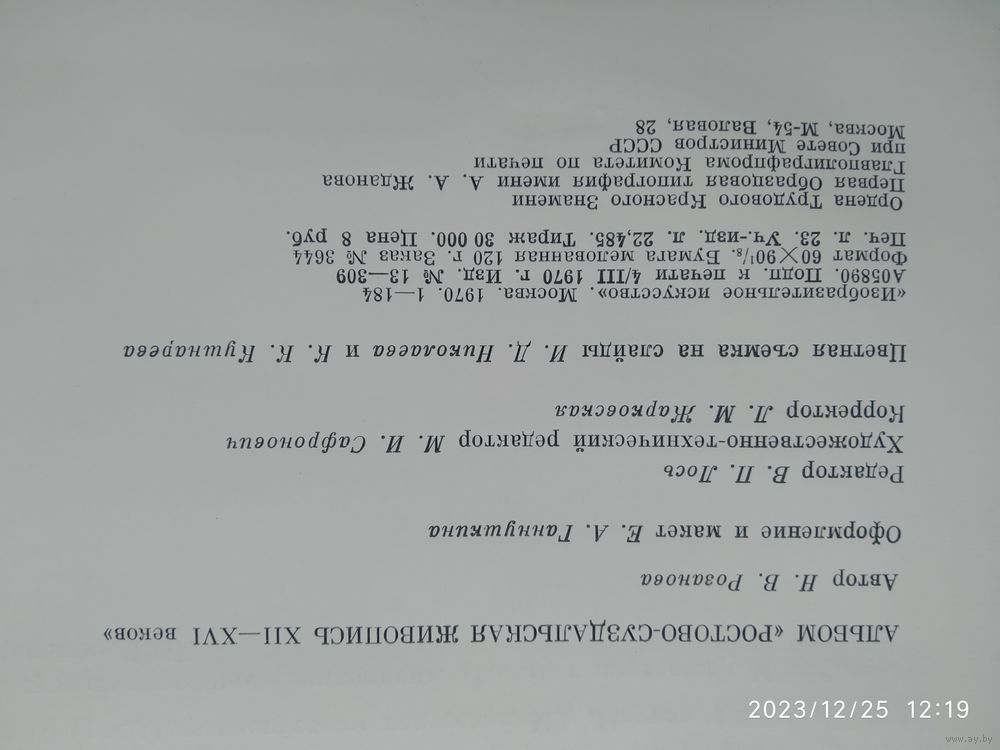 АЛЬБОМ «РОСТОВО-СУЗДАЛЬСКАЯ ЖИВОПИСЬ XII—XVI веков»
Автор Н. В. Розанова
Оформление и макет Е. А. Ганнушкина
Редактор В. П. Лось
Художественно-технический редактор М. И. Сафронович
Корректор Л. М. Жарковская
Цветная съемка на слайды И. Д. Николаева и К. К. Кушнарева
«Изобразительное искусство». Москва. 1970. 1—184
А05890. Подп. к печати 4/III 1970 г. Изд. № 13—309
Формат 60×90¹/₈. Бумага мелованная 120 г. Заказ № 3644
Печ. л. 23. Уч.-изд. л. 22,485. Тираж 30 000. Цена 8 руб.
Ордена Трудового Красного Знамени
Первая Образцовая типография имени А. А. Жданова
Главполиграфпрома Комитета по печати
при Совете Министров СССР
Москва, М-54, Валовая, 28
2023/12/25 12:19
www.ay.by